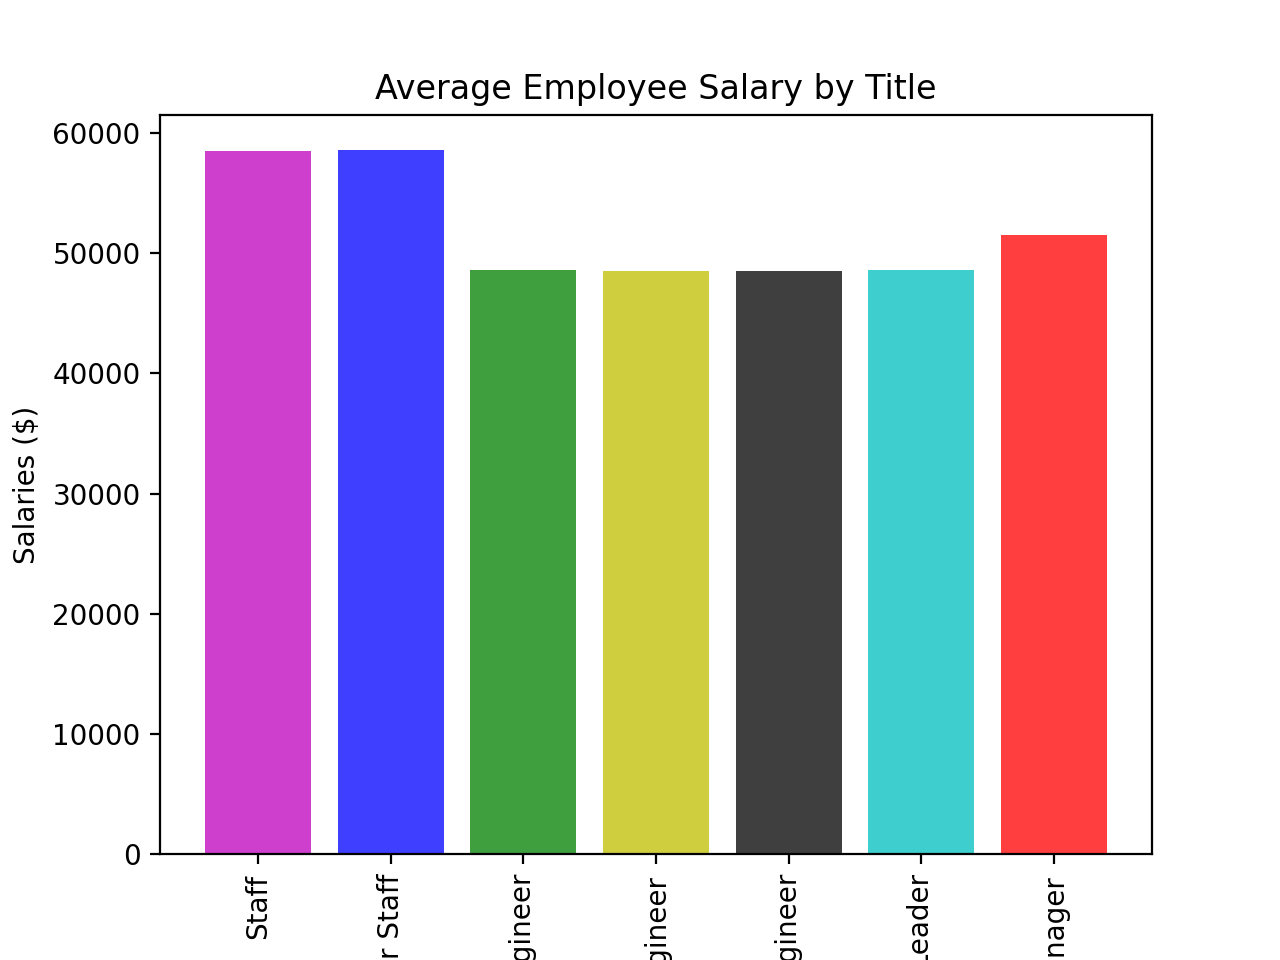 Average Employee Salary by Title
60000
50000
40000
30000
20000
10000
0
Salaries ($)
Staff
r Staff
gineer
gineer
gineer
Leader
nager